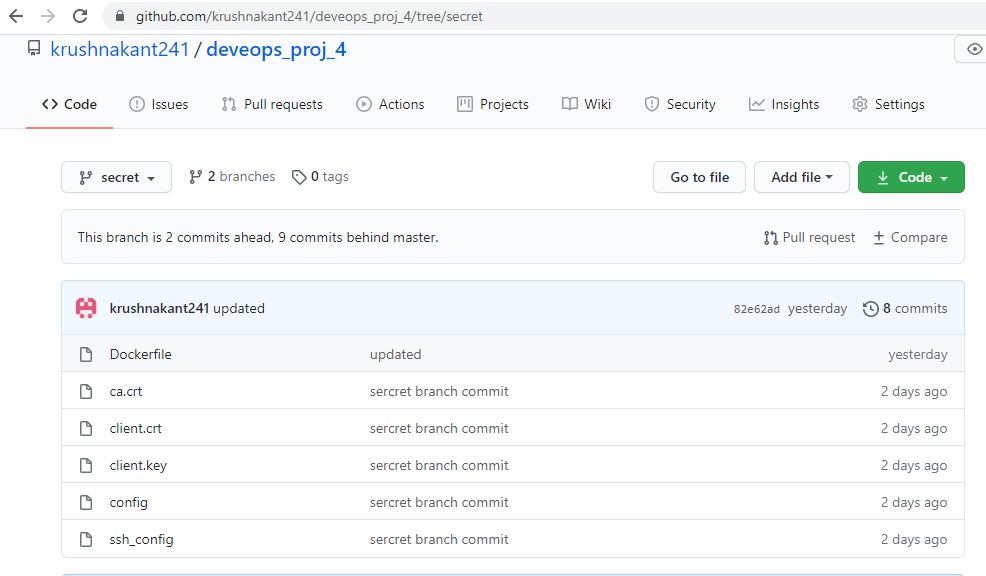 github.com/krushnakant241/deveops_proj_4/tree/secret
krushnakant241 / deveops_proj_4
Code Issues Pull requests Actions Projects Wiki Security Insights Settings
secret 2 branches 0 tags Go to file Add file Code
This branch is 2 commits ahead, 9 commits behind master. Pull request Compare
krushnakant241 updated 82e62ad yesterday 8 commits
Dockerfile updated yesterday
ca.crt sercret branch commit 2 days ago
client.crt sercret branch commit 2 days ago
client.key sercret branch commit 2 days ago
config sercret branch commit 2 days ago
ssh_config sercret branch commit 2 days ago